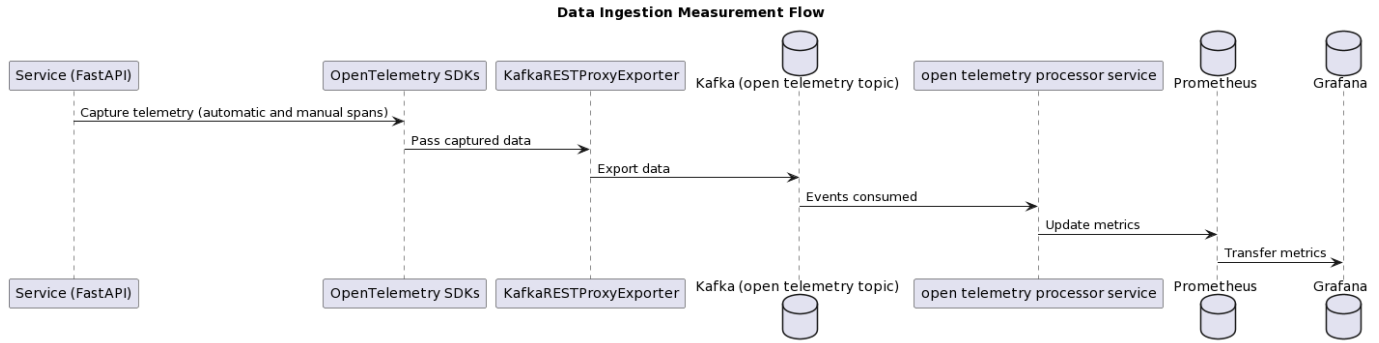 Data Ingestion Measurement Flow
Service (FastAPI)
OpenTelemetry SDKs
KafkaRESTProxyExporter
Kafka (open telemetry topic)
open telemetry processor service
Prometheus
Grafana
Capture telemetry (automatic and manual spans)
Pass captured data
Export data
Events consumed
Update metrics
Transfer metrics
Service (FastAPI)
OpenTelemetry SDKs
KafkaRESTProxyExporter
Kafka (open telemetry topic)
open telemetry processor service
Prometheus
Grafana